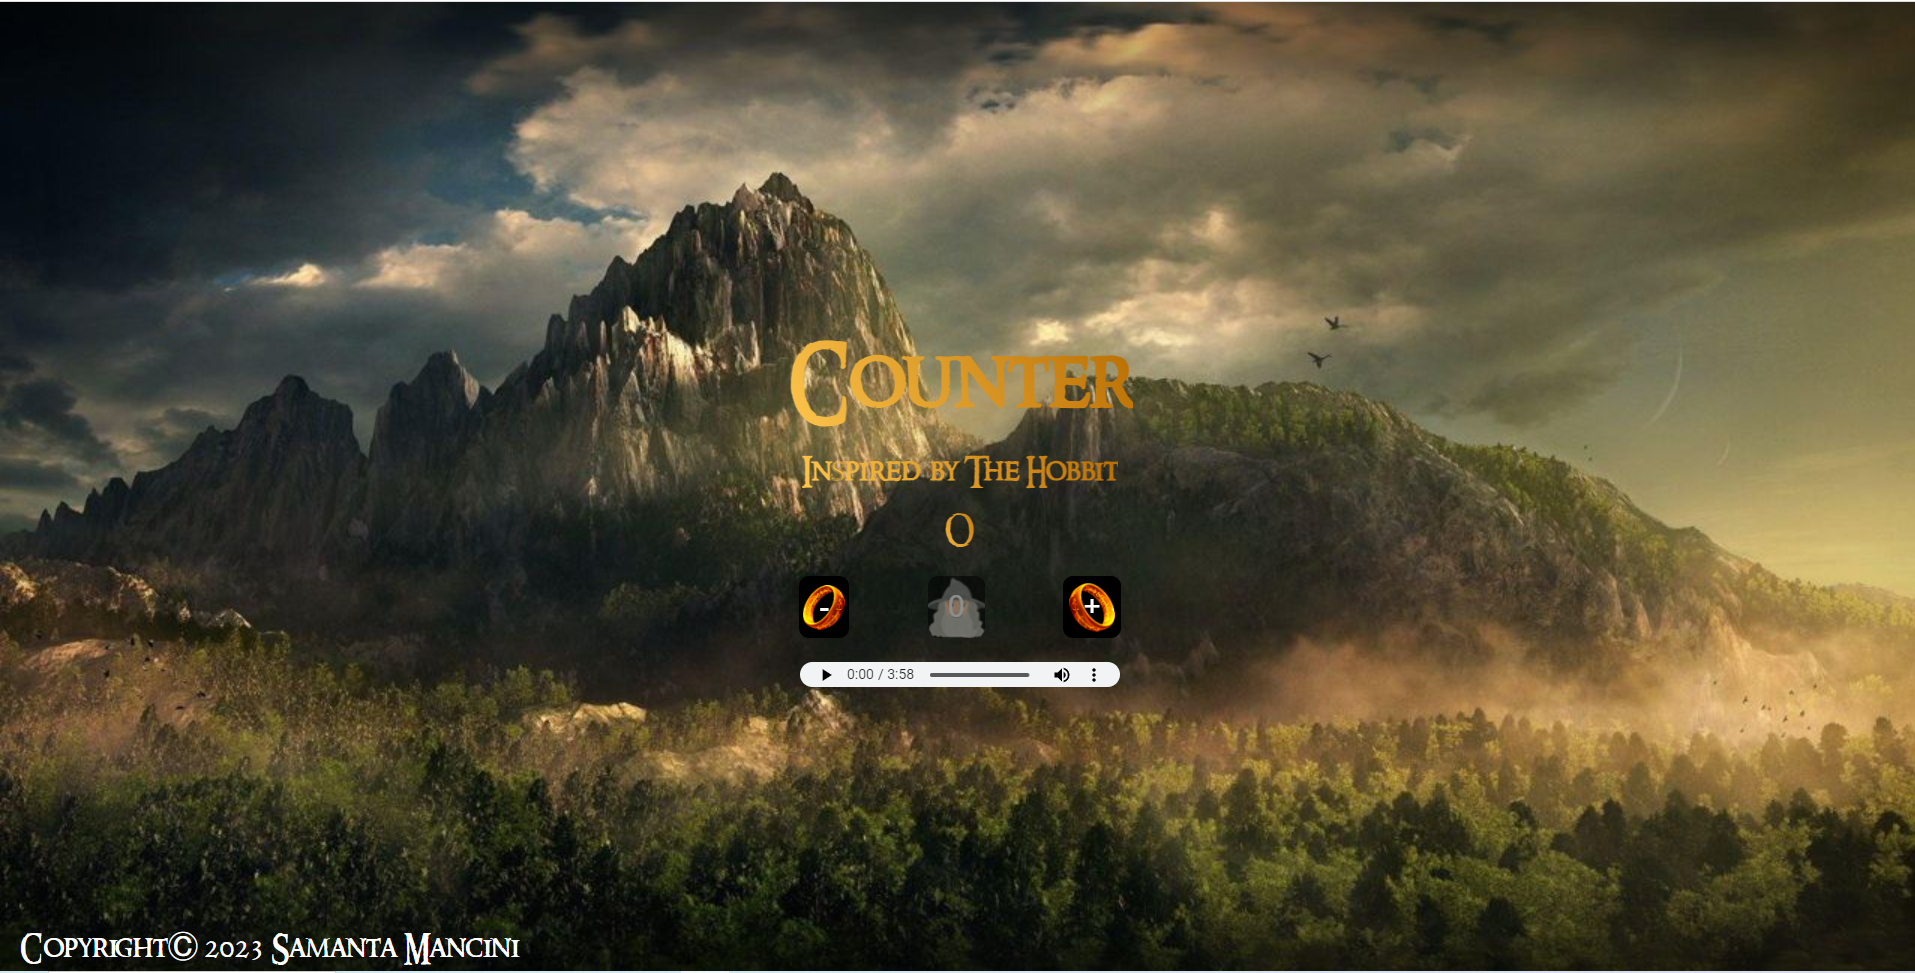 Counter
Inspired by The Hobbit
0
- 0 +
0:00 / 3:58
Copyright© 2023 Samanta Mancini